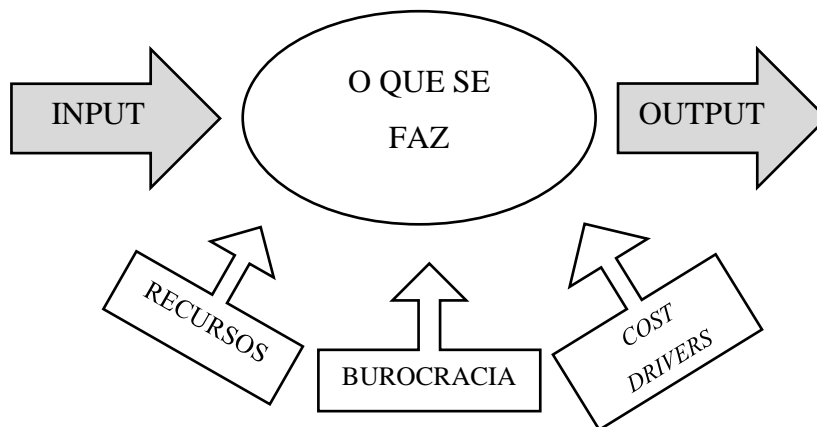 INPUT
O QUE SE
FAZ
OUTPUT
RECURSOS
BUROCRACIA
COST
DRIVERS